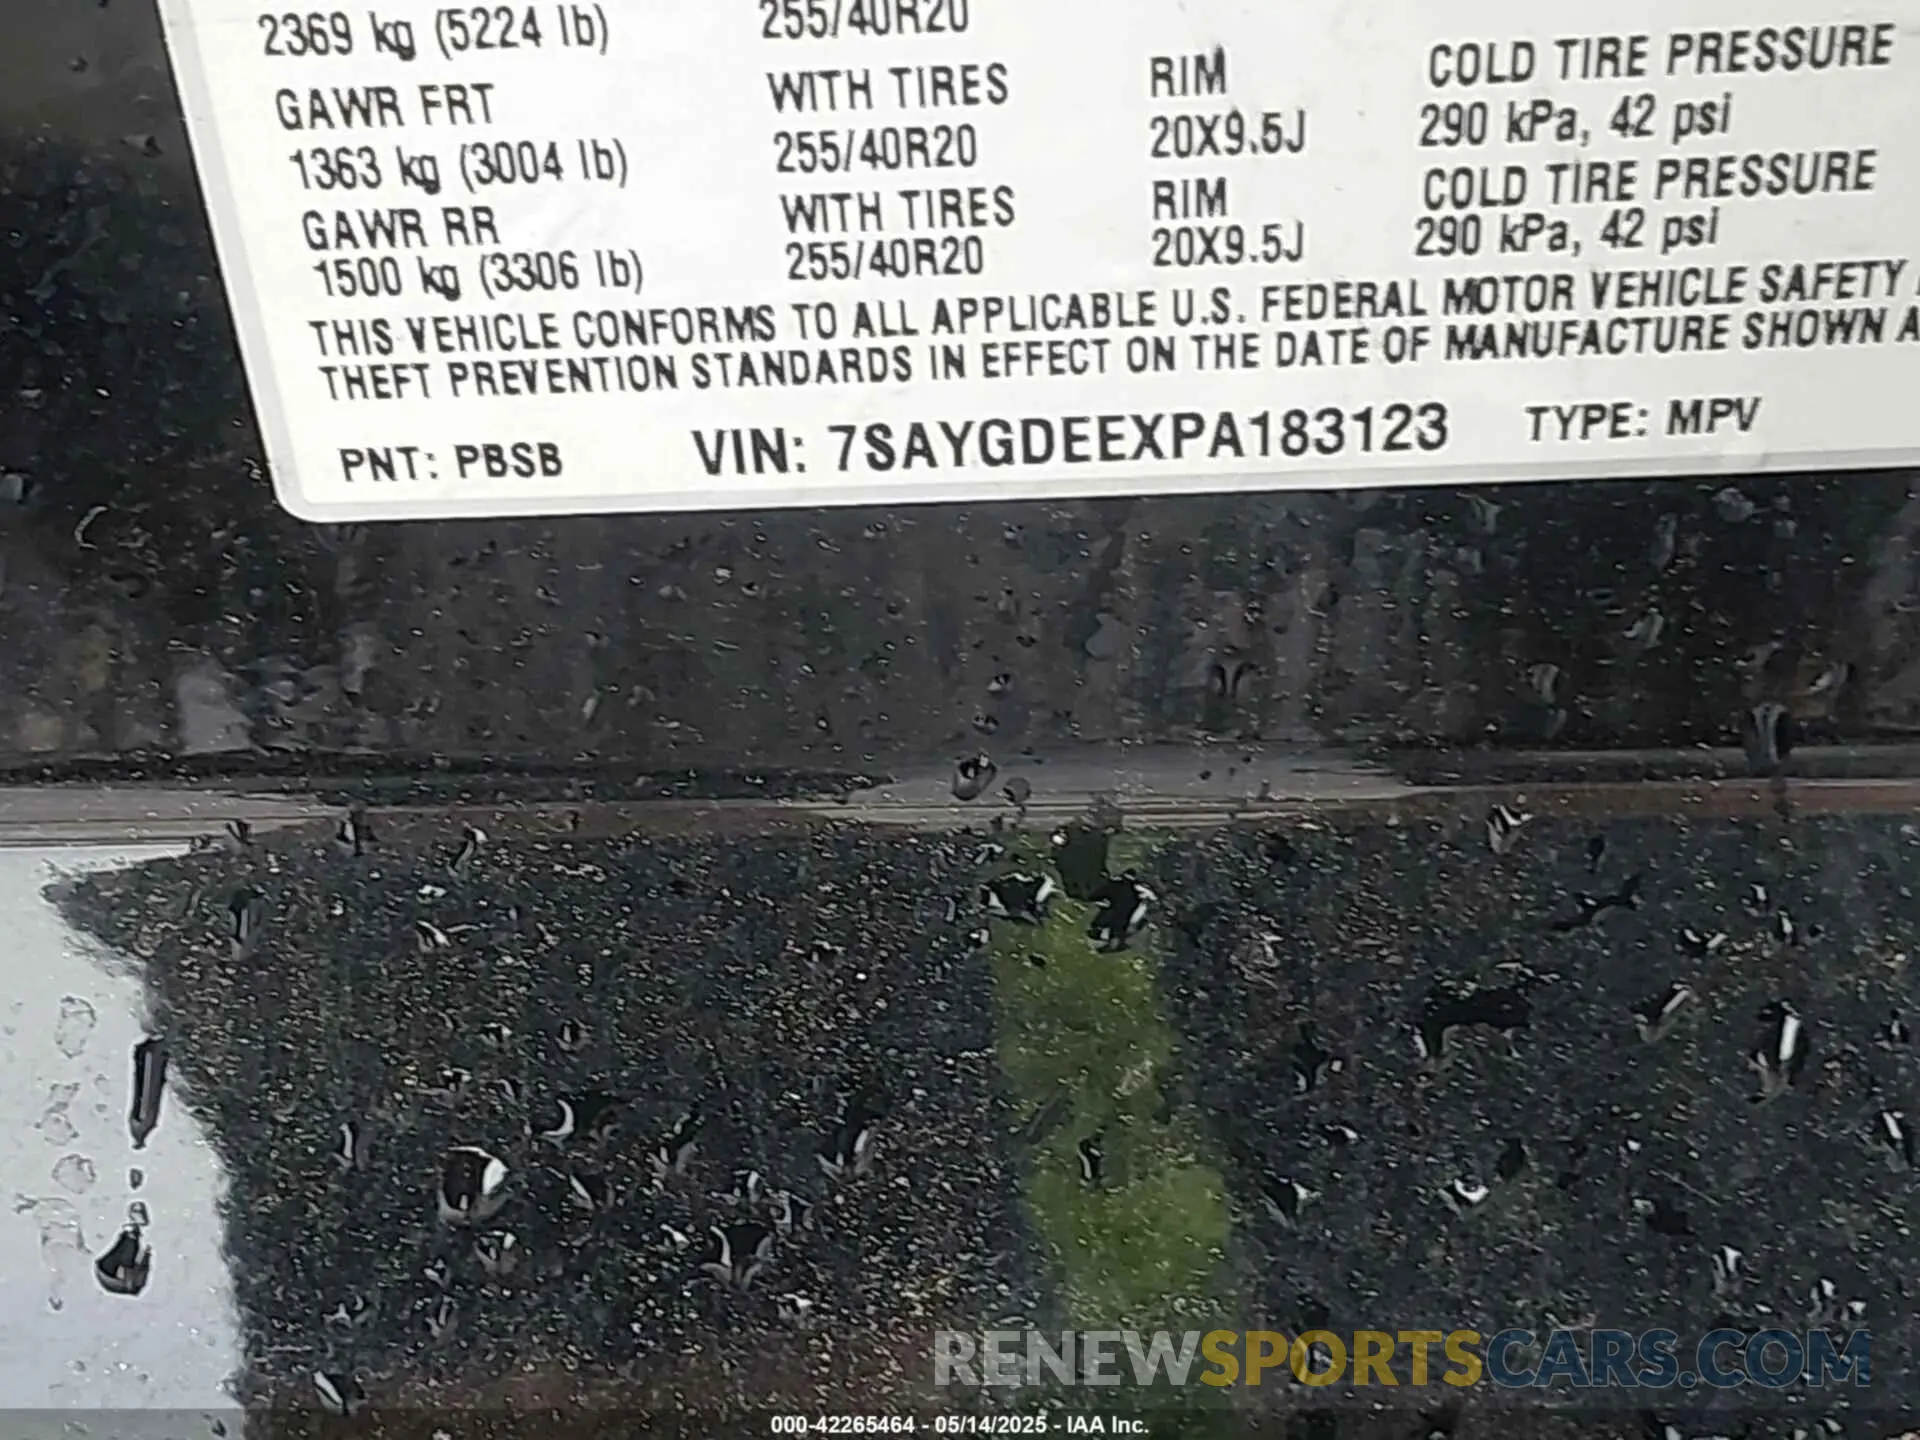 2369 kg (5224 lb) 255/40R20
GAWR FRT WITH TIRES RIM COLD TIRE PRESSURE
1363 kg (3004 lb) 255/40R20 20X9.5J 290 kPa, 42 psi
GAWR RR WITH TIRES RIM COLD TIRE PRESSURE
1500 kg (3306 lb) 255/40R20 20X9.5J 290 kPa, 42 psi
THIS VEHICLE CONFORMS TO ALL APPLICABLE U.S. FEDERAL MOTOR VEHICLE SAFETY
THEFT PREVENTION STANDARDS IN EFFECT ON THE DATE OF MANUFACTURE SHOWN A
PNT: PBSB VIN: 7SAYGDEEXPA183123 TYPE: MPV
RENEWSPORTSCARS.COM
000-42265464 - 05/14/2025 - IAA Inc.